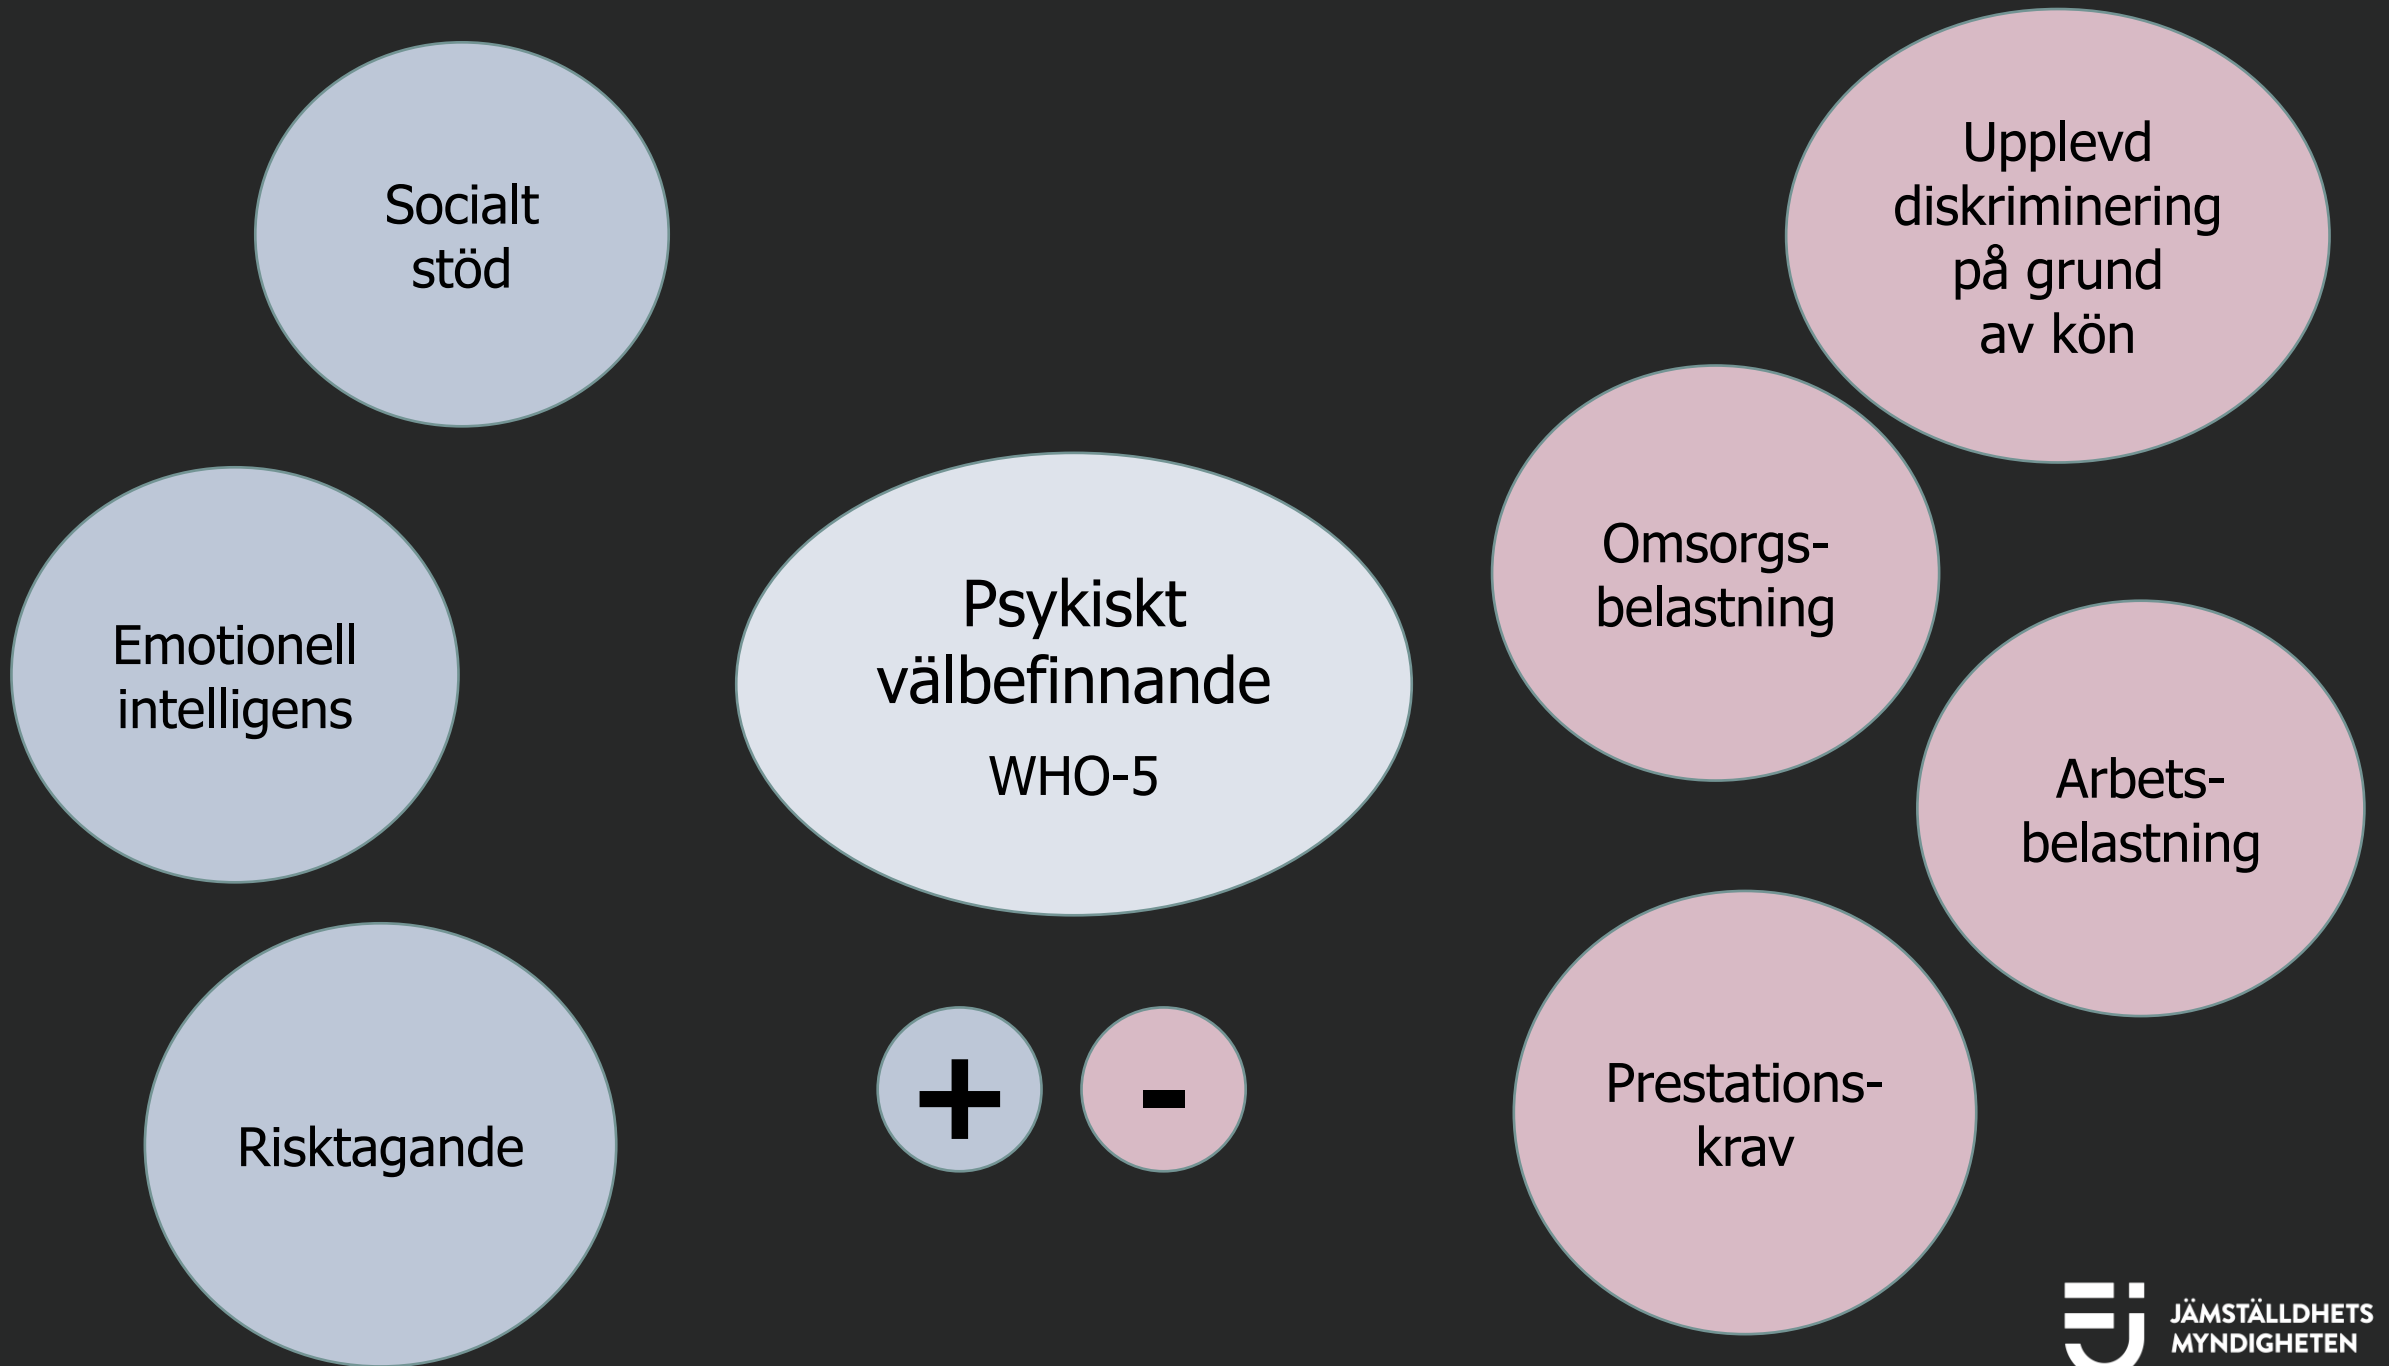 Socialt
stöd
Emotionell
intelligens
Risktagande
Psykiskt
välbefinnande
WHO-5
+
-
Upplevd
diskriminering
på grund
av kön
Omsorgs-
belastning
Arbets-
belastning
Prestations-
krav
JÄMSTÄLLDHETS
MYNDIGHETEN